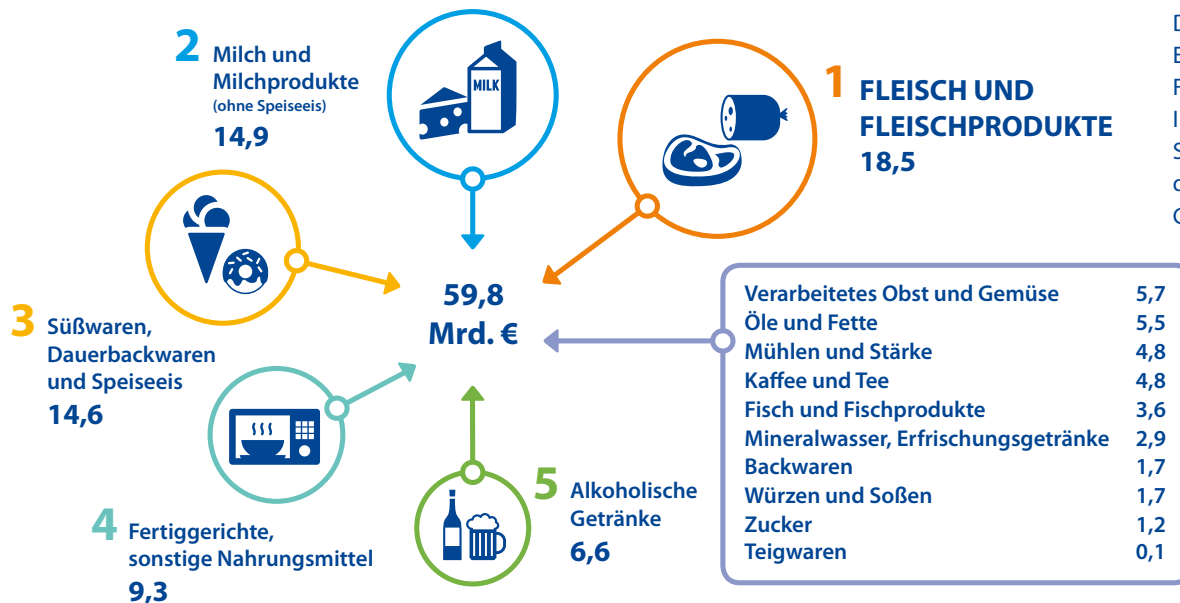 2 Milch und
Milchprodukte
(ohne Speiseeis)
14,9
MILK
1 FLEISCH UND
FLEISCHPRODUKTE
18,5
3 Süßwaren,
Dauerbackwaren
und Speiseeis
14,6
59,8
Mrd. €
4 Fertiggerichte,
sonstige Nahrungsmittel
9,3
5 Alkoholische
Getränke
6,6
Verarbeitetes Obst und Gemüse 5,7
Öle und Fette 5,5
Mühlen und Stärke 4,8
Kaffee und Tee 4,8
Fisch und Fischprodukte 3,6
Mineralwasser, Erfrischungsgetränke 2,9
Backwaren 1,7
Würzen und Soßen 1,7
Zucker 1,2
Teigwaren 0,1